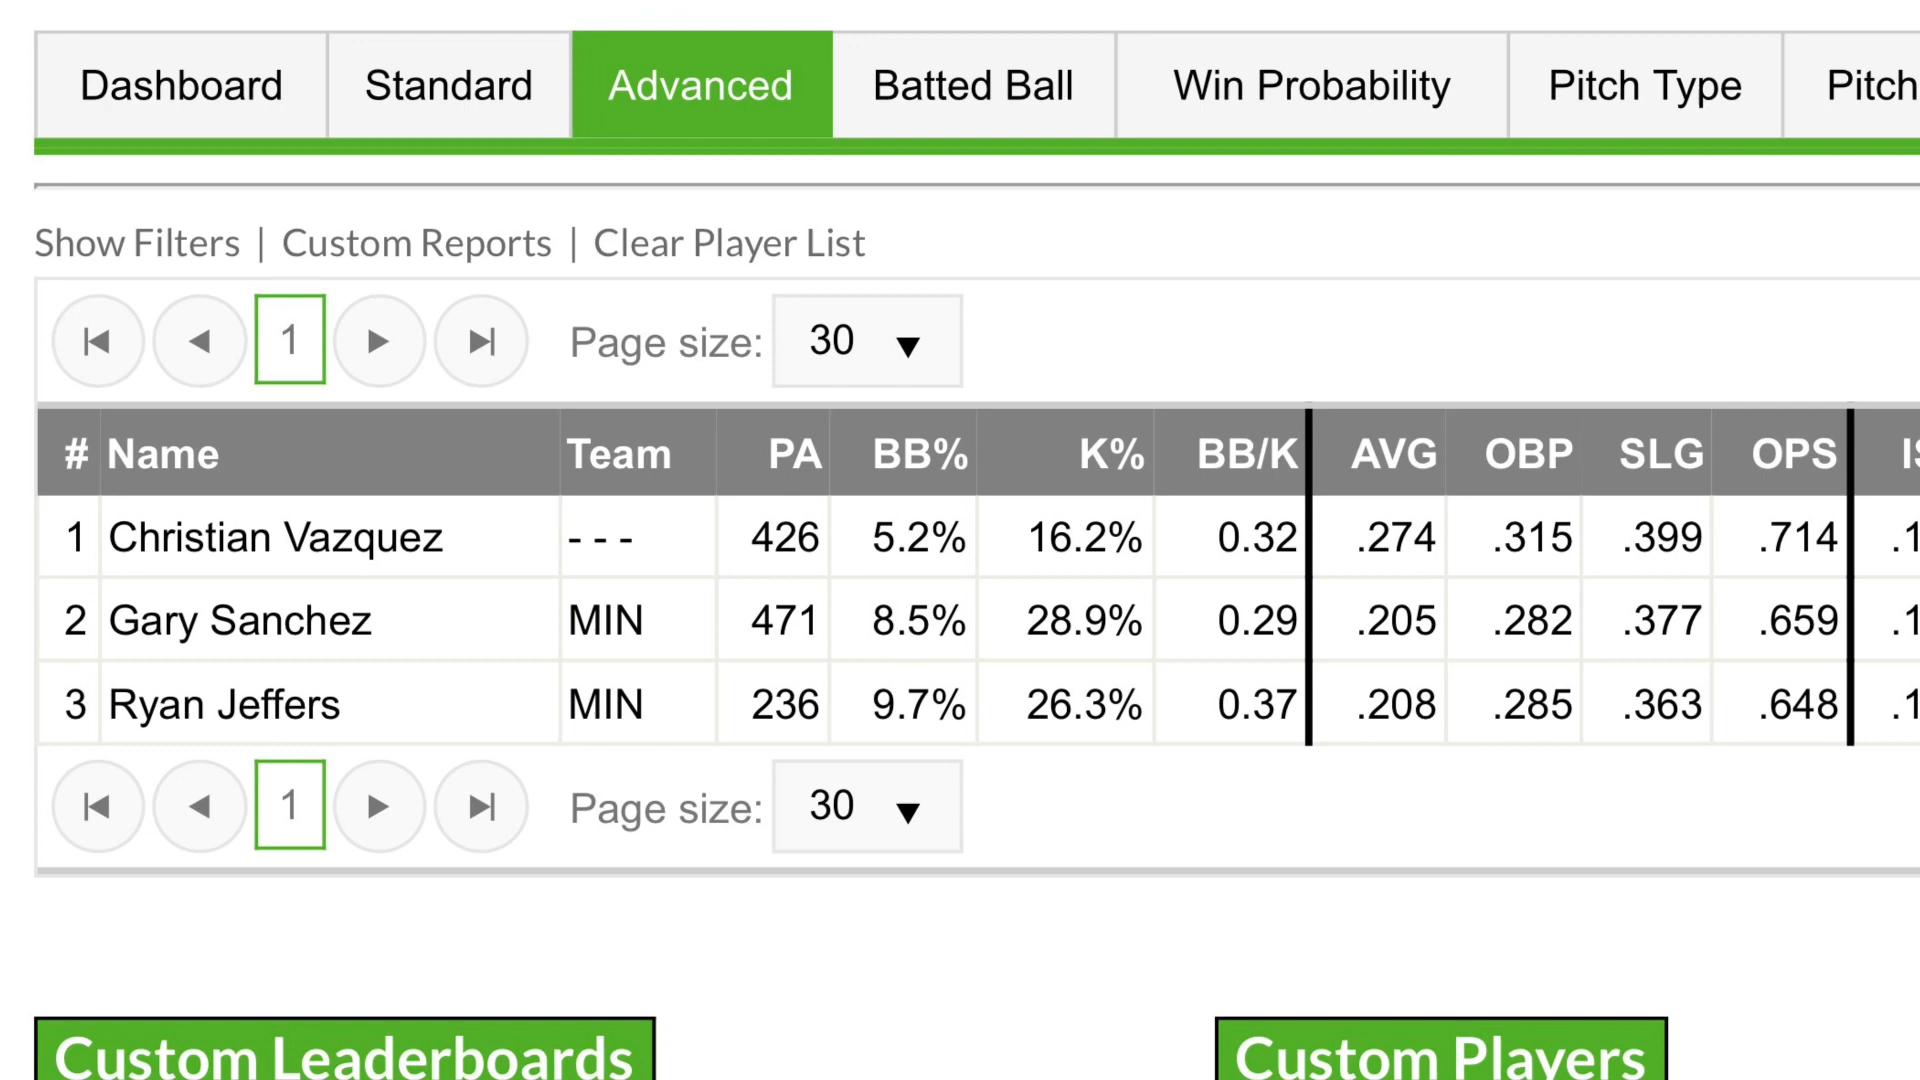 Dashboard Standard Advanced Batted Ball Win Probability Pitch Type Pitch
Show Filters | Custom Reports | Clear Player List
1 Page size: 30
# Name Team PA BB% K% BB/K AVG OBP SLG OPS IS
1 Christian Vazquez - - - 426 5.2% 16.2% 0.32 .274 .315 .399 .714 .1
2 Gary Sanchez MIN 471 8.5% 28.9% 0.29 .205 .282 .377 .659 .1
3 Ryan Jeffers MIN 236 9.7% 26.3% 0.37 .208 .285 .363 .648 .1
1 Page size: 30
Custom Leaderboards Custom Players